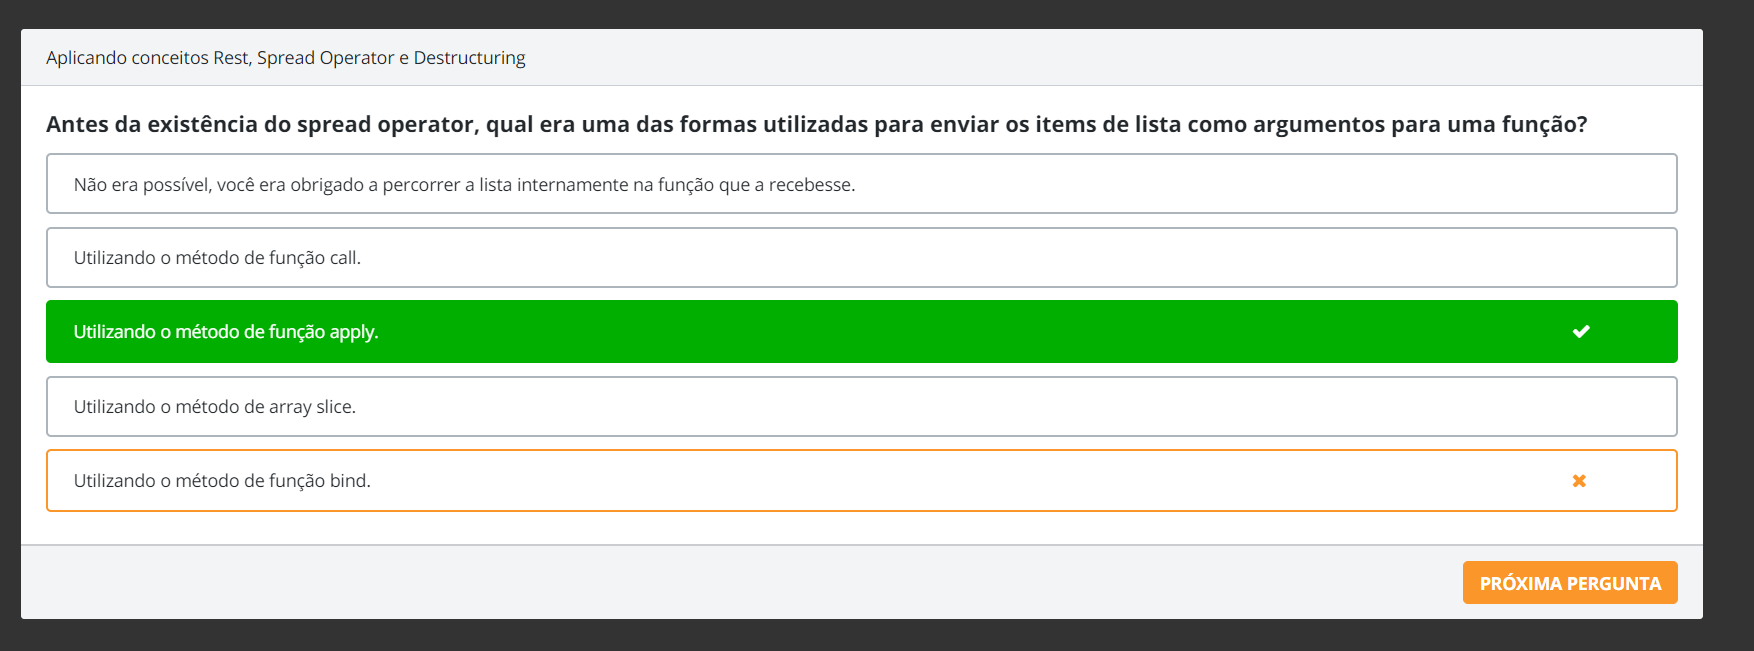 Aplicando conceitos Rest, Spread Operator e Destructuring
Antes da existência do spread operator, qual era uma das formas utilizadas para enviar os items de lista como argumentos para uma função?
Não era possível, você era obrigado a percorrer a lista internamente na função que a recebesse.
Utilizando o método de função call.
Utilizando o método de função apply.
Utilizando o método de array slice.
Utilizando o método de função bind.
PRÓXIMA PERGUNTA